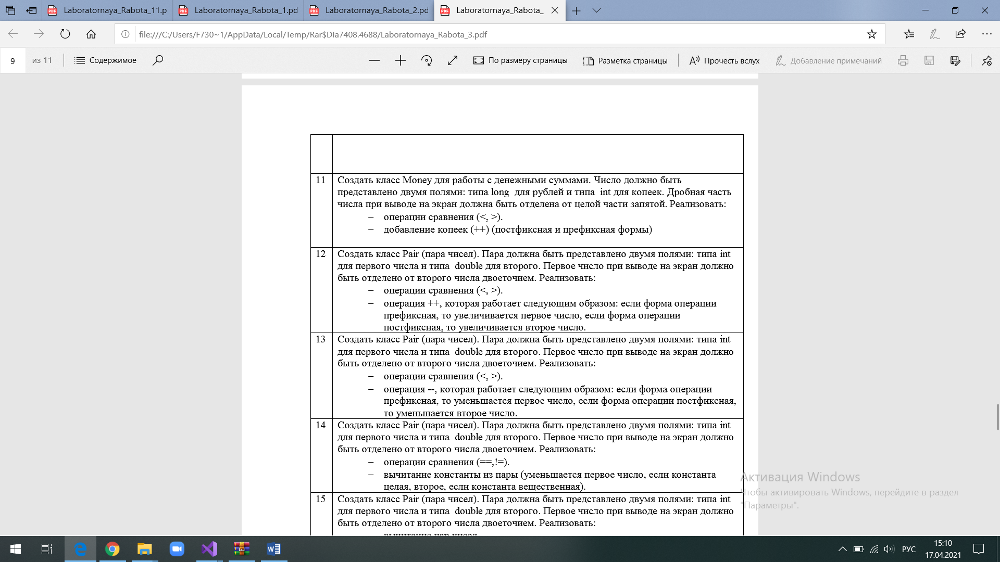 Laboratornaya_Rabota_11.p
Laboratornaya_Rabota_1.pd
Laboratornaya_Rabota_2.pd
Laboratornaya_Rabota_
file:///C:/Users/F730~1/AppData/Local/Temp/Rar$DIa7408.4688/Laboratornaya_Rabota_3.pdf
9 из 11 Содержимое По размеру страницы Разметка страницы Прочесть вслух Добавление примечаний
11 Создать класс Money для работы с денежными суммами. Число должно быть
представлено двумя полями: типа long для рублей и типа int для копеек. Дробная часть
числа при выводе на экран должна быть отделена от целой части запятой. Реализовать:
– операции сравнения (<, >).
– добавление копеек (++) (постфиксная и префиксная формы)
12 Создать класс Pair (пара чисел). Пара должна быть представлено двумя полями: типа int
для первого числа и типа double для второго. Первое число при выводе на экран должно
быть отделено от второго числа двоеточием. Реализовать:
– операции сравнения (<, >).
– операция ++, которая работает следующим образом: если форма операции
префиксная, то увеличивается первое число, если форма операции
постфиксная, то увеличивается второе число.
13 Создать класс Pair (пара чисел). Пара должна быть представлено двумя полями: типа int
для первого числа и типа double для второго. Первое число при выводе на экран должно
быть отделено от второго числа двоеточием. Реализовать:
– операции сравнения (<, >).
– операция --, которая работает следующим образом: если форма операции
префиксная, то уменьшается первое число, если форма операции постфиксная,
то уменьшается второе число.
14 Создать класс Pair (пара чисел). Пара должна быть представлено двумя полями: типа int
для первого числа и типа double для второго. Первое число при выводе на экран должно
быть отделено от второго числа двоеточием. Реализовать:
– операции сравнения (==,!=).
– вычитание константы из пары (уменьшается первое число, если константа
целая, второе, если константа вещественная).
15 Создать класс Pair (пара чисел). Пара должна быть представлено двумя полями: типа int
для первого числа и типа double для второго. Первое число при выводе на экран должно
быть отделено от второго числа двоеточием. Реализовать:
вычитание пар чисел
Активация Windows
Чтобы активировать Windows, перейдите в раздел
"Параметры".
РУС
15:10
17.04.2021